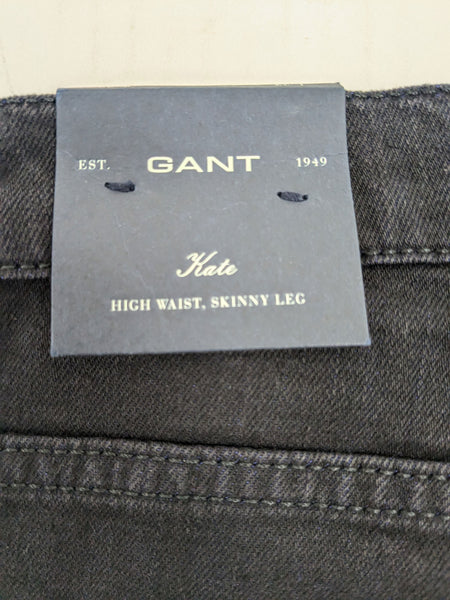 EST. GANT 1949
Kate
HIGH WAIST, SKINNY LEG